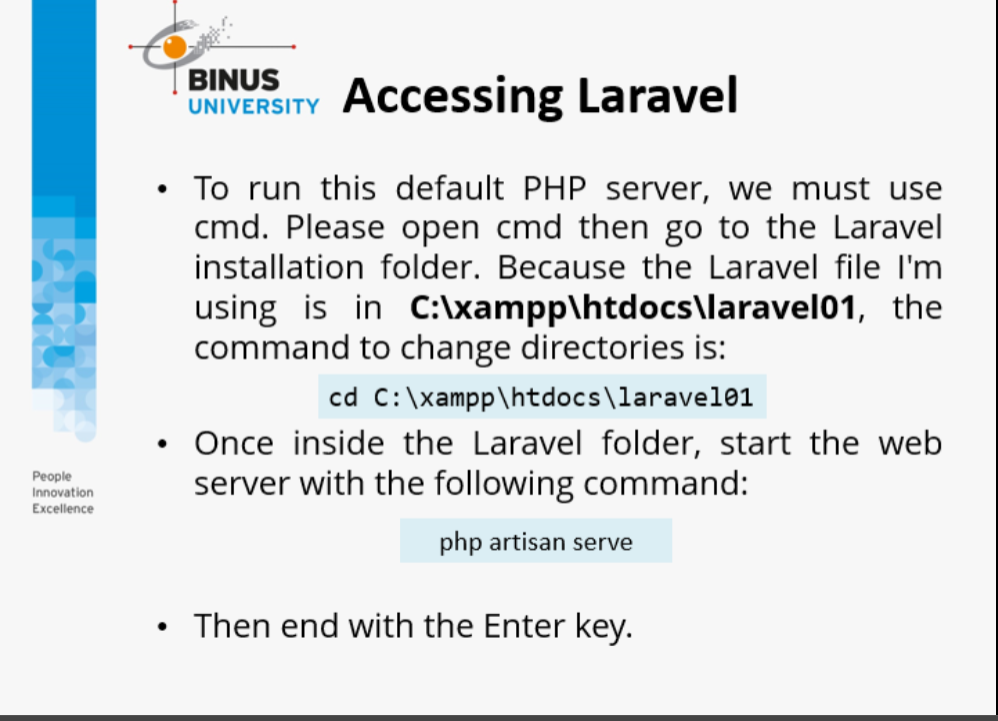 BINUS
UNIVERSITY
Accessing Laravel
• To run this default PHP server, we must use
cmd. Please open cmd then go to the Laravel
installation folder. Because the Laravel file I'm
using is in C:\xampp\htdocs\laravel01, the
command to change directories is:
cd C:\xampp\htdocs\laravel01
• Once inside the Laravel folder, start the web
server with the following command:
php artisan serve
• Then end with the Enter key.
People
Innovation
Excellence